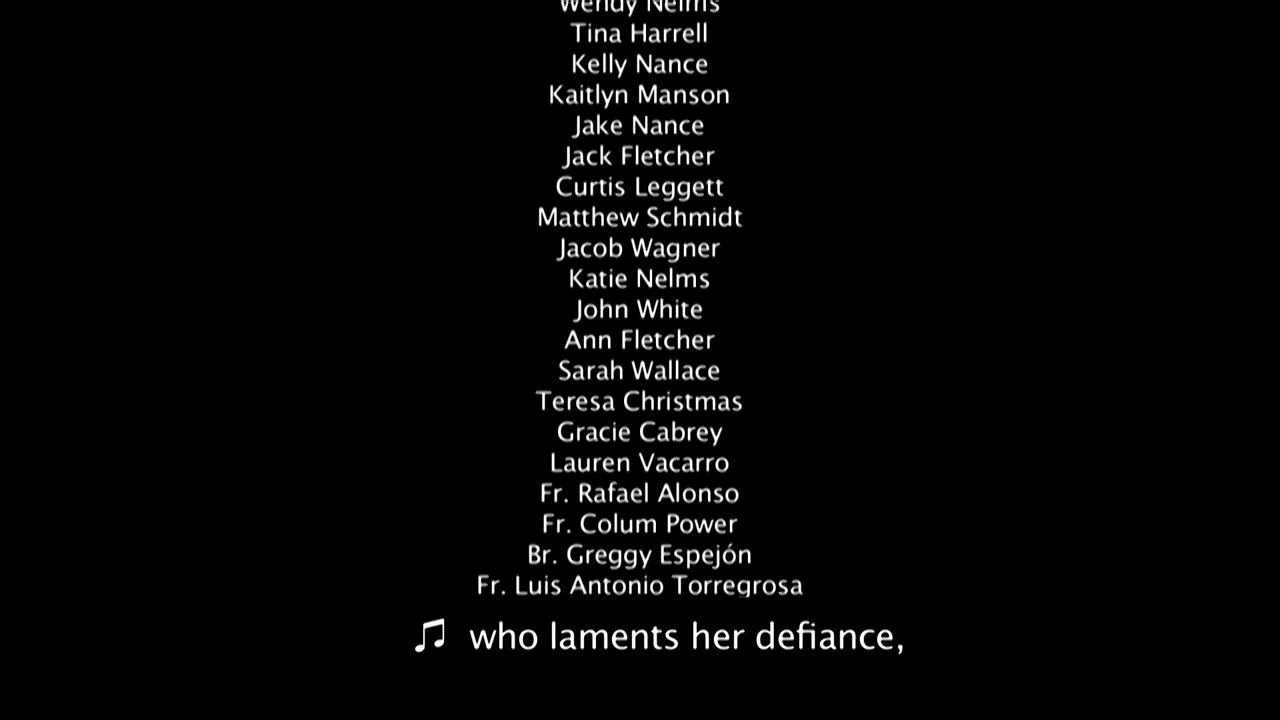 Wendy Nelms
Tina Harrell
Kelly Nance
Kaitlyn Manson
Jake Nance
Jack Fletcher
Curtis Leggett
Matthew Schmidt
Jacob Wagner
Katie Nelms
John White
Ann Fletcher
Sarah Wallace
Teresa Christmas
Gracie Cabrey
Lauren Vacarro
Fr. Rafael Alonso
Fr. Colum Power
Br. Greggy Espejón
Fr. Luis Antonio Torregrosa
♫ who laments her defiance,